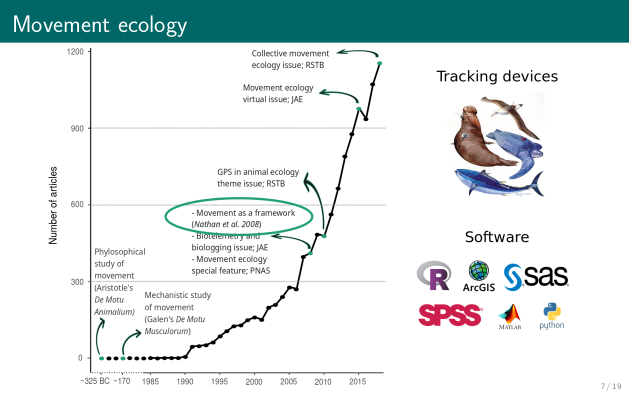 Movement ecology
1200
900
600
300
0
Number of articles
Collective movement
ecology issue; RSTB
Movement ecology
virtual issue; JAE
GPS in animal ecology
theme issue; RSTB
- Movement as a framework
(Nathan et al. 2008)
- Biotelemetry and
biologging issue; JAE
- Movement ecology
special feature; PNAS
Phylosophical
study of
movement
(Aristotle's
De Motu
Animalium)
Mechanistic study
of movement
(Galen's De Motu
Musculorum)
~325 BC ~170 1985 1990 1995 2000 2005 2010 2015
Tracking devices
Software
R
ArcGIS
sas
SPSS
MATLAB
python
7 / 19